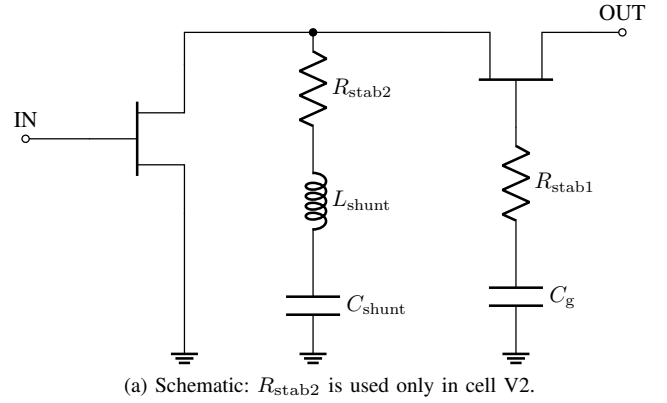 OUT
IN
R_stab2
R_stab1
L_shunt
C_shunt
C_g
(a) Schematic: R_stab2 is used only in cell V2.